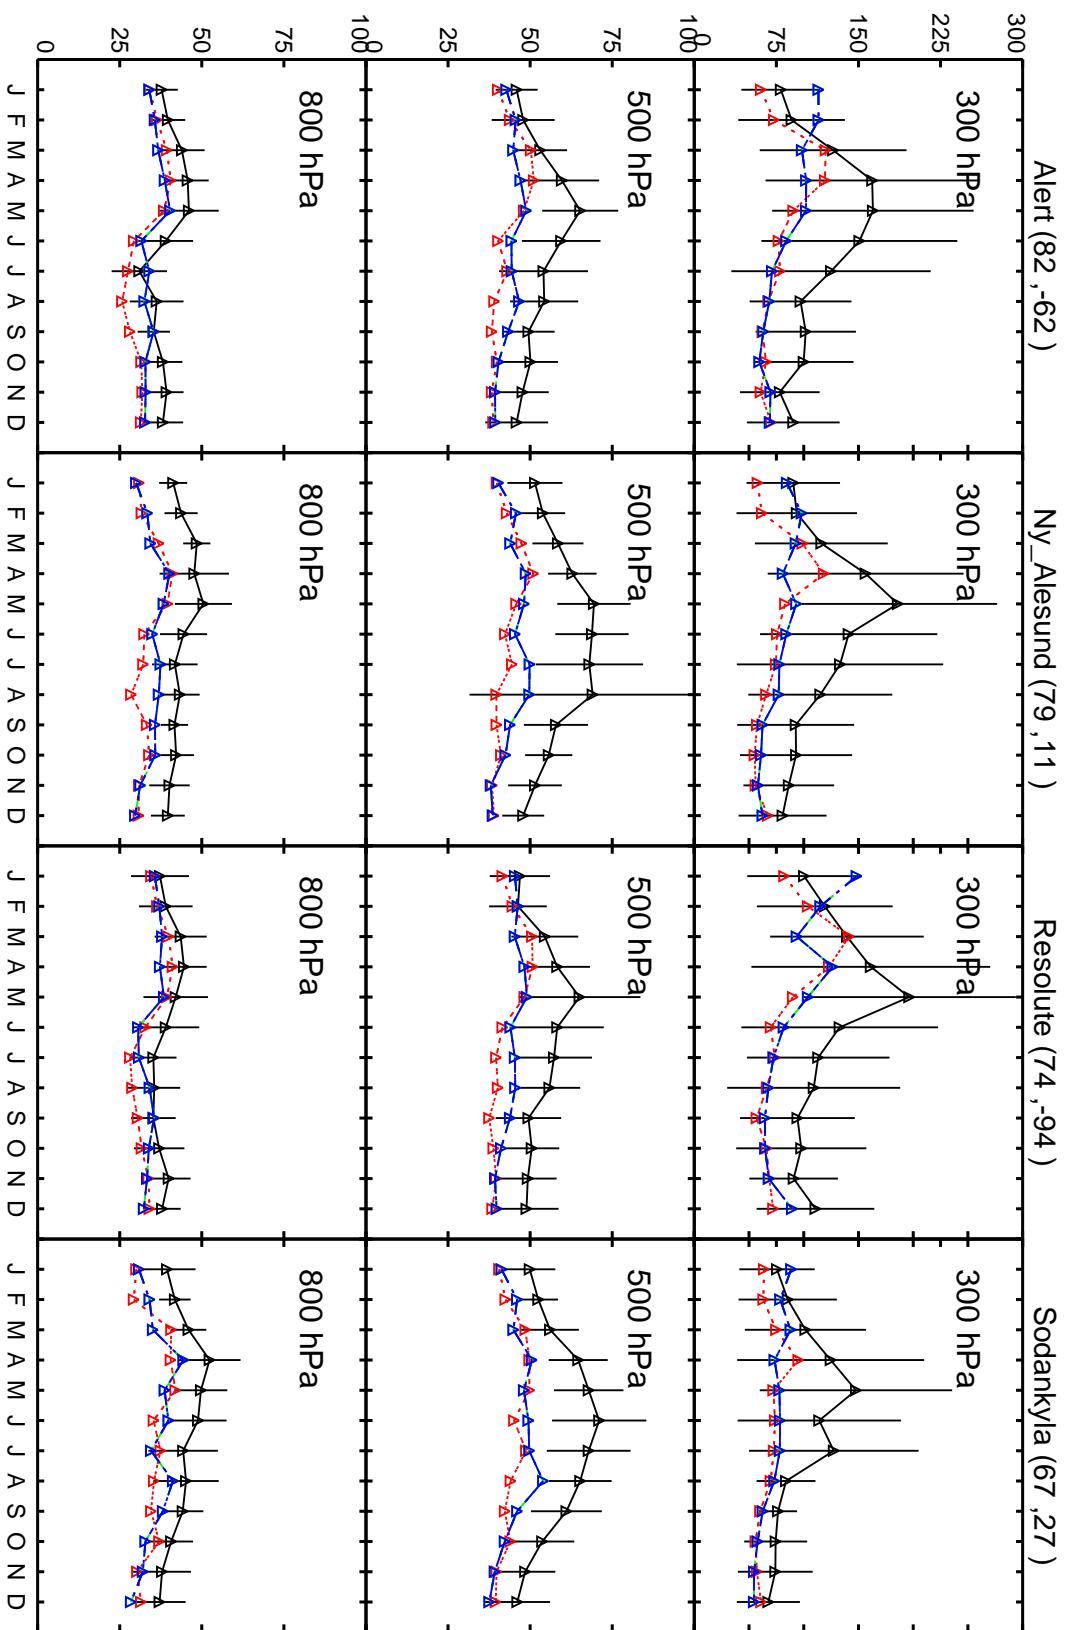 Alert (82 ,-62 )
Ny_Alesund (79 ,11 )
Resolute (74 ,-94 )
Sodankyla (67 ,27 )
300
225
150
75
0
300 hPa
300 hPa
300 hPa
300 hPa
100
75
50
25
0
500 hPa
500 hPa
500 hPa
500 hPa
100
75
50
25
0
800 hPa
800 hPa
800 hPa
800 hPa
J F M A M J J A S O N D
J F M A M J J A S O N D
J F M A M J J A S O N D
J F M A M J J A S O N D